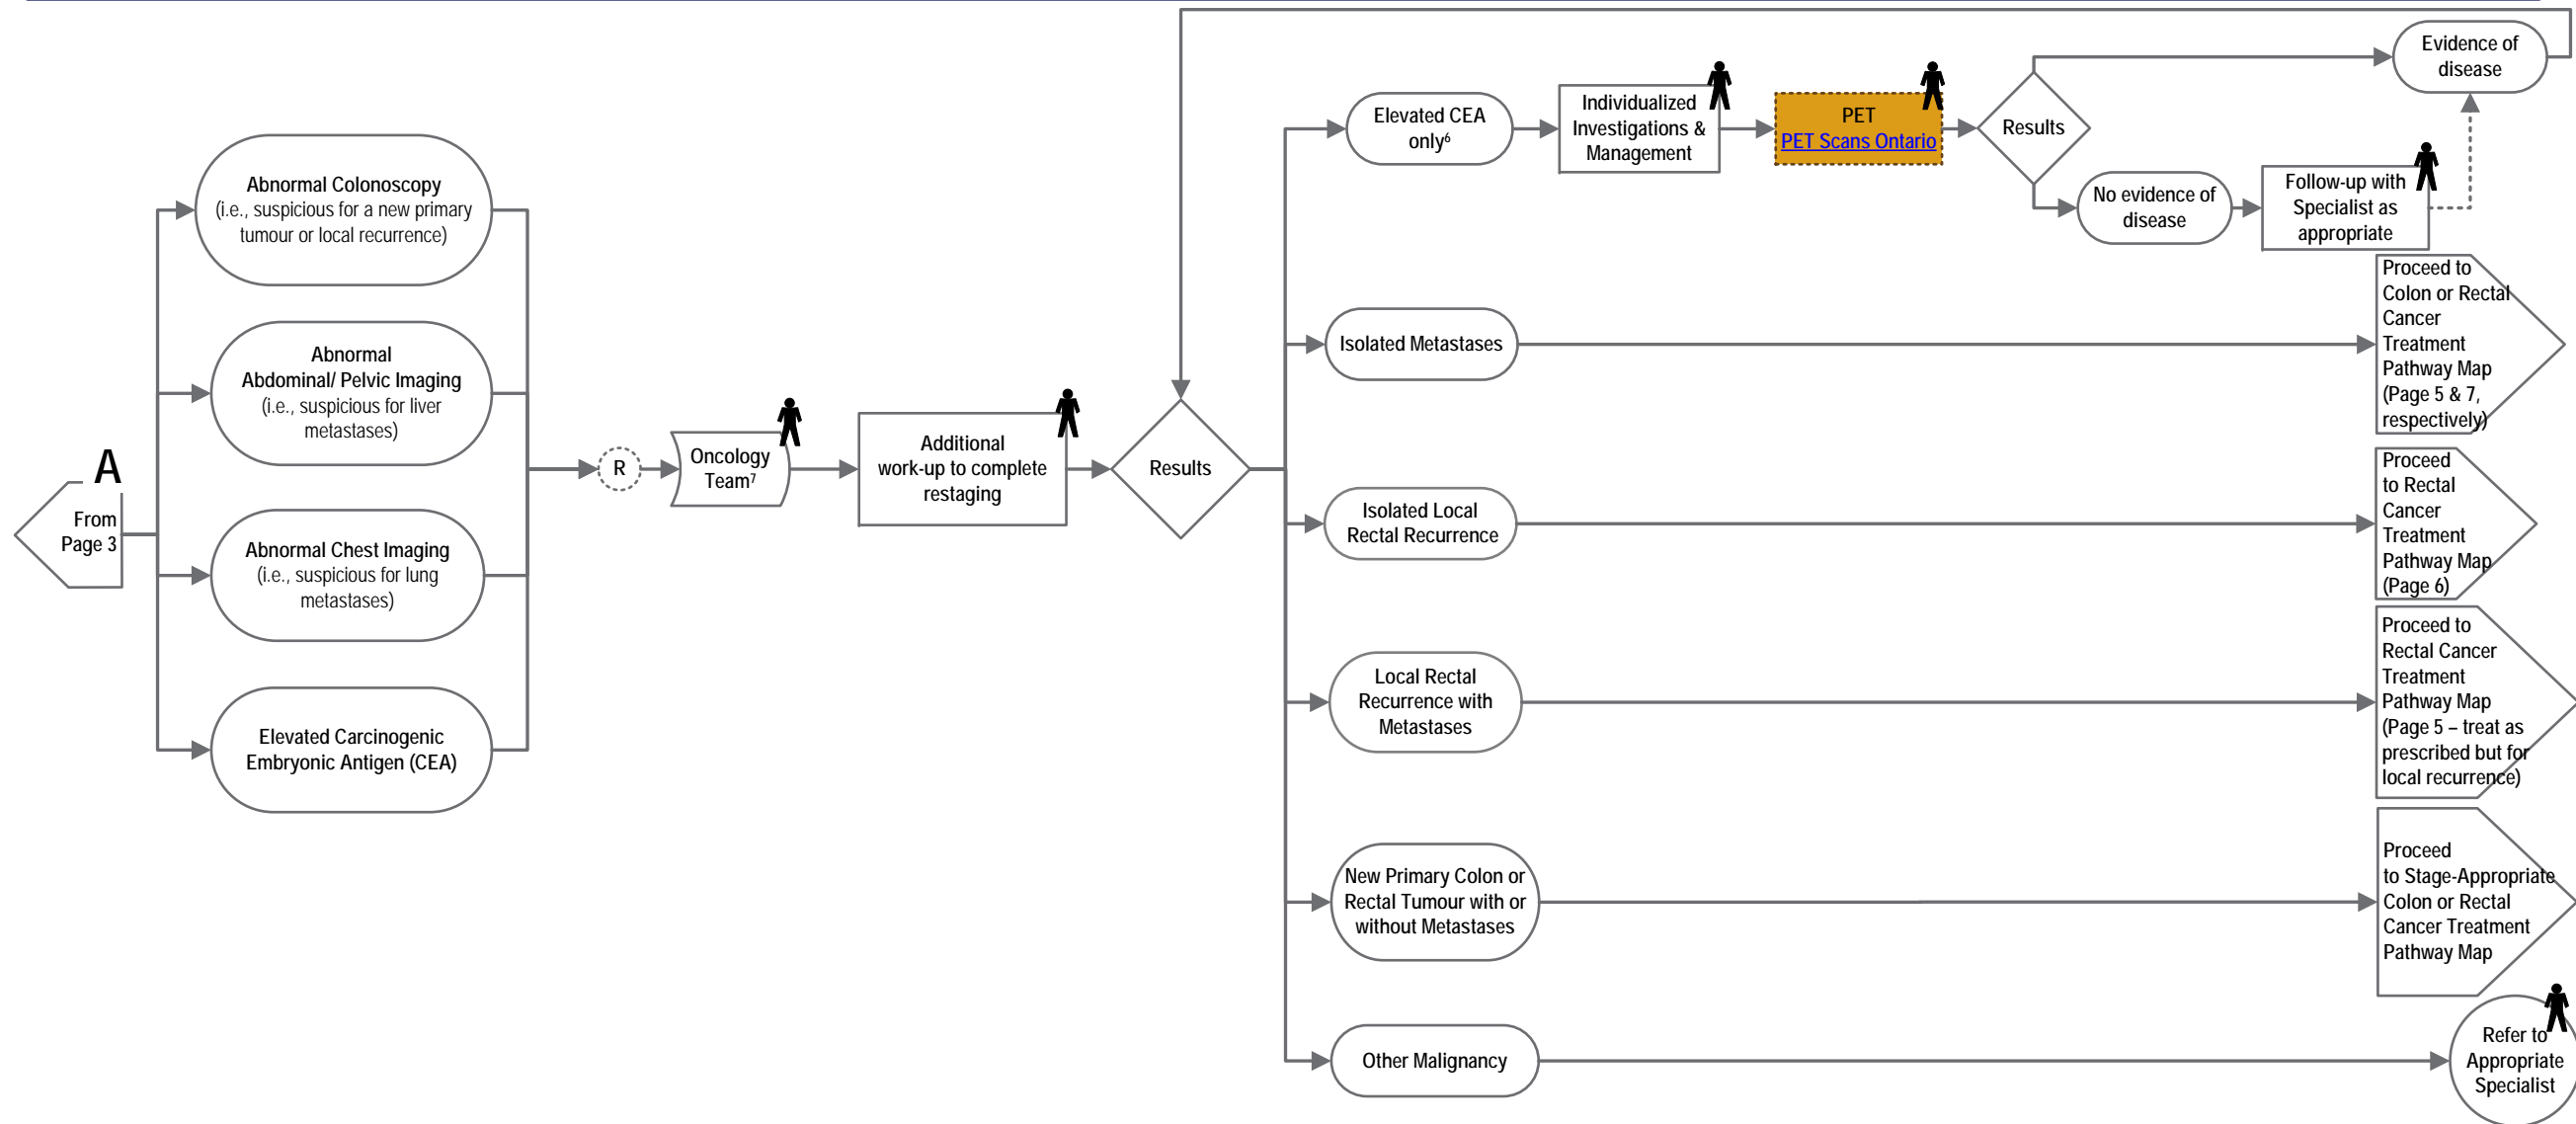 A
From
Page 3
Abnormal Colonoscopy
(i.e., suspicious for a new primary
tumour or local recurrence)
Abnormal
Abdominal/ Pelvic Imaging
(i.e., suspicious for liver
metastases)
Abnormal Chest Imaging
(i.e., suspicious for lung
metastases)
Elevated Carcinogenic
Embryonic Antigen (CEA)
R
Oncology
Team7
Additional
work-up to complete
restaging
Results
Elevated CEA
only6
Individualized
Investigations &
Management
PET
PET Scans Ontario
Results
Evidence of
disease
No evidence of
disease
Follow-up with
Specialist as
appropriate
Isolated Metastases
Proceed to
Colon or Rectal
Cancer
Treatment
Pathway Map
(Page 5 & 7,
respectively)
Isolated Local
Rectal Recurrence
Proceed
to Rectal
Cancer
Treatment
Pathway Map
(Page 6)
Local Rectal
Recurrence with
Metastases
Proceed to
Rectal Cancer
Treatment
Pathway Map
(Page 5 – treat as
prescribed but for
local recurrence)
New Primary Colon or
Rectal Tumour with or
without Metastases
Proceed
to Stage-Appropriate
Colon or Rectal
Cancer Treatment
Pathway Map
Other Malignancy
Refer to
Appropriate
Specialist